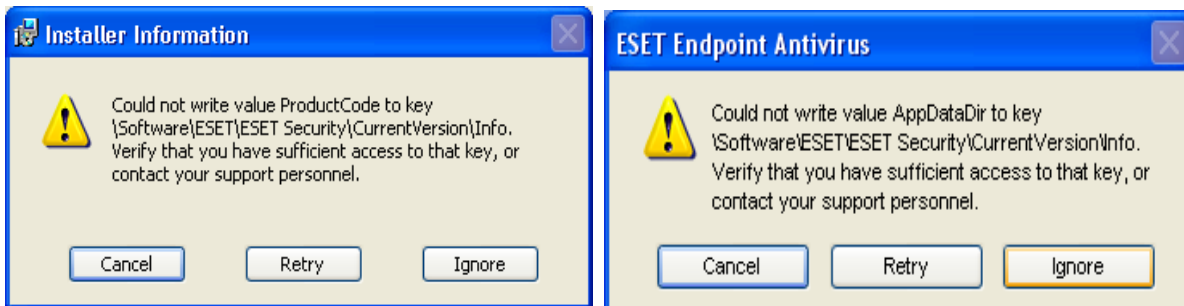 Installer Information
Could not write value ProductCode to key
\Software\ESET\ESET Security\CurrentVersion\Info.
Verify that you have sufficient access to that key, or
contact your support personnel.
Cancel
Retry
Ignore
ESET Endpoint Antivirus
Could not write value AppDataDir to key
\Software\ESET\ESET Security\CurrentVersion\Info.
Verify that you have sufficient access to that key, or
contact your support personnel.
Cancel
Retry
Ignore